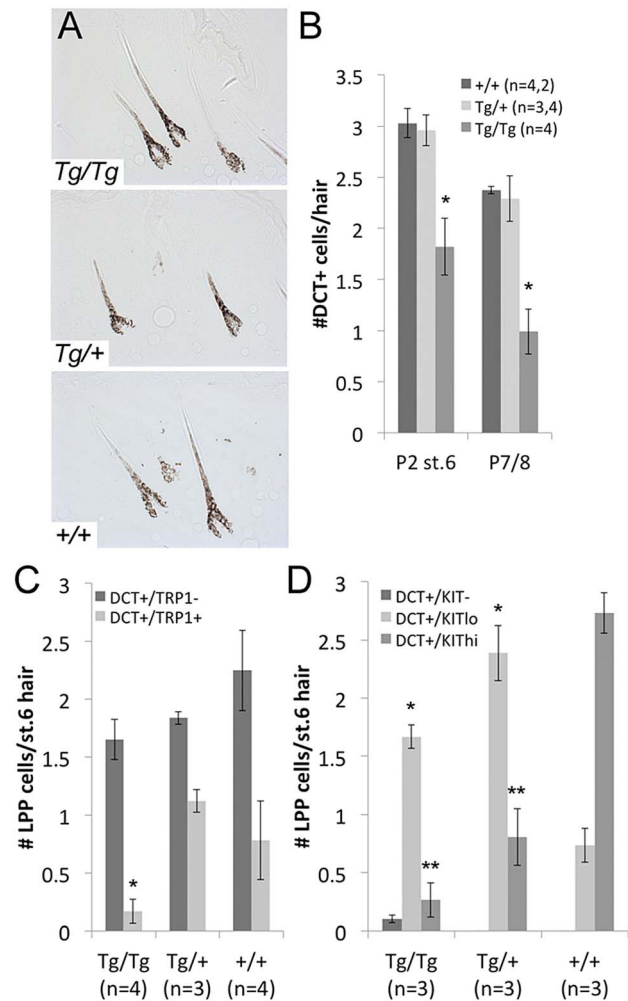 A
Tg/Tg
Tg/+
+/+
B
#DCT+ cells/hair
3.5
3
2.5
2
1.5
1
0.5
0
+/+ (n=4,2)
Tg/+ (n=3,4)
Tg/Tg (n=4)
*
*
P2 st.6 P7/8
C
# LPP cells/st.6 hair
3
2.5
2
1.5
1
0.5
0
DCT+/TRP1-
DCT+/TRP1+
*
Tg/Tg Tg/+ +/+
(n=4) (n=3) (n=4)
D
# LPP cells/st.6 hair
3
2.5
2
1.5
1
0.5
0
DCT+/KIT-
DCT+/KITlo
DCT+/KIThi
*
**
*
**
Tg/Tg Tg/+ +/+
(n=3) (n=3) (n=3)